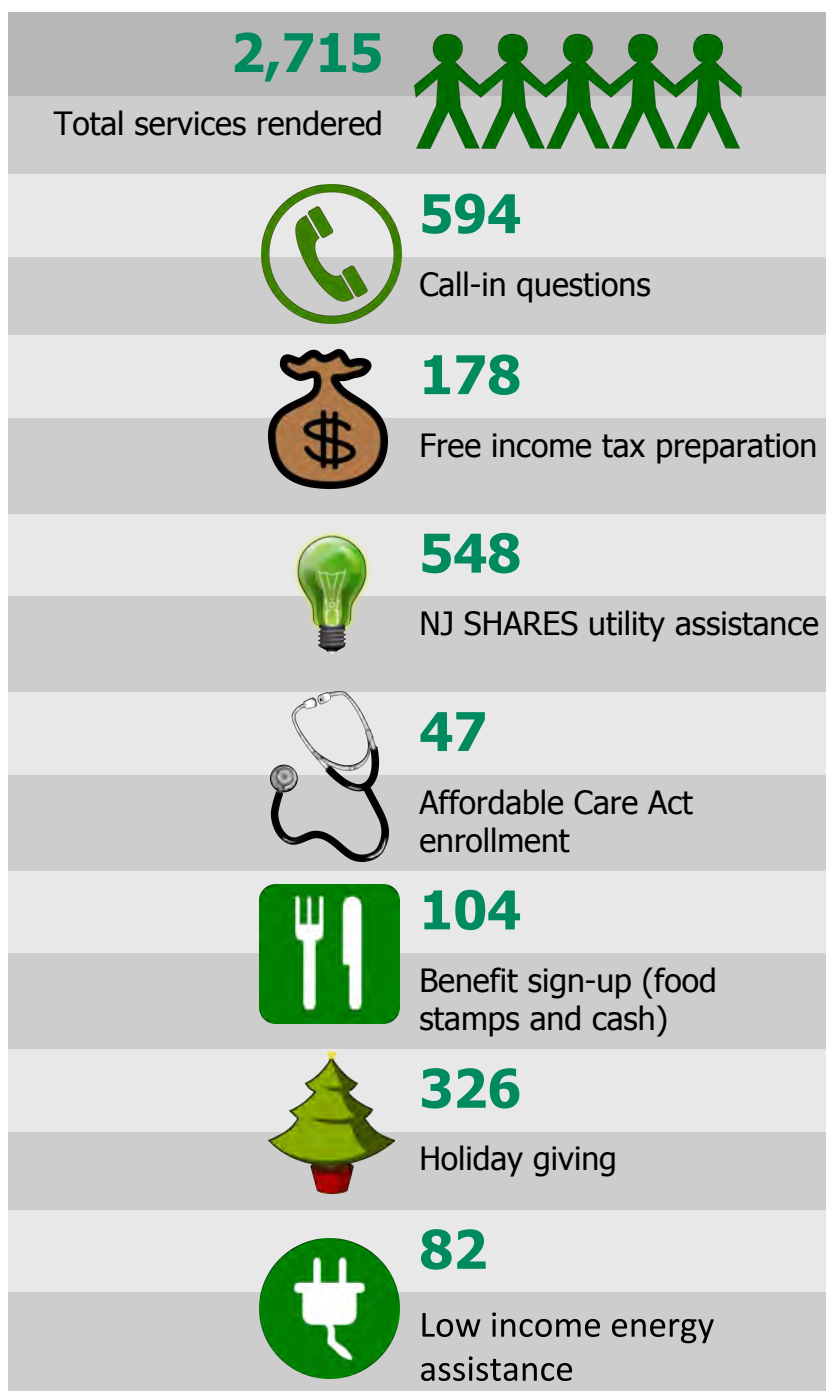 2,715
Total services rendered
594
Call-in questions
$
178
Free income tax preparation
548
NJ SHARES utility assistance
47
Affordable Care Act
enrollment
104
Benefit sign-up (food
stamps and cash)
326
Holiday giving
82
Low income energy
assistance